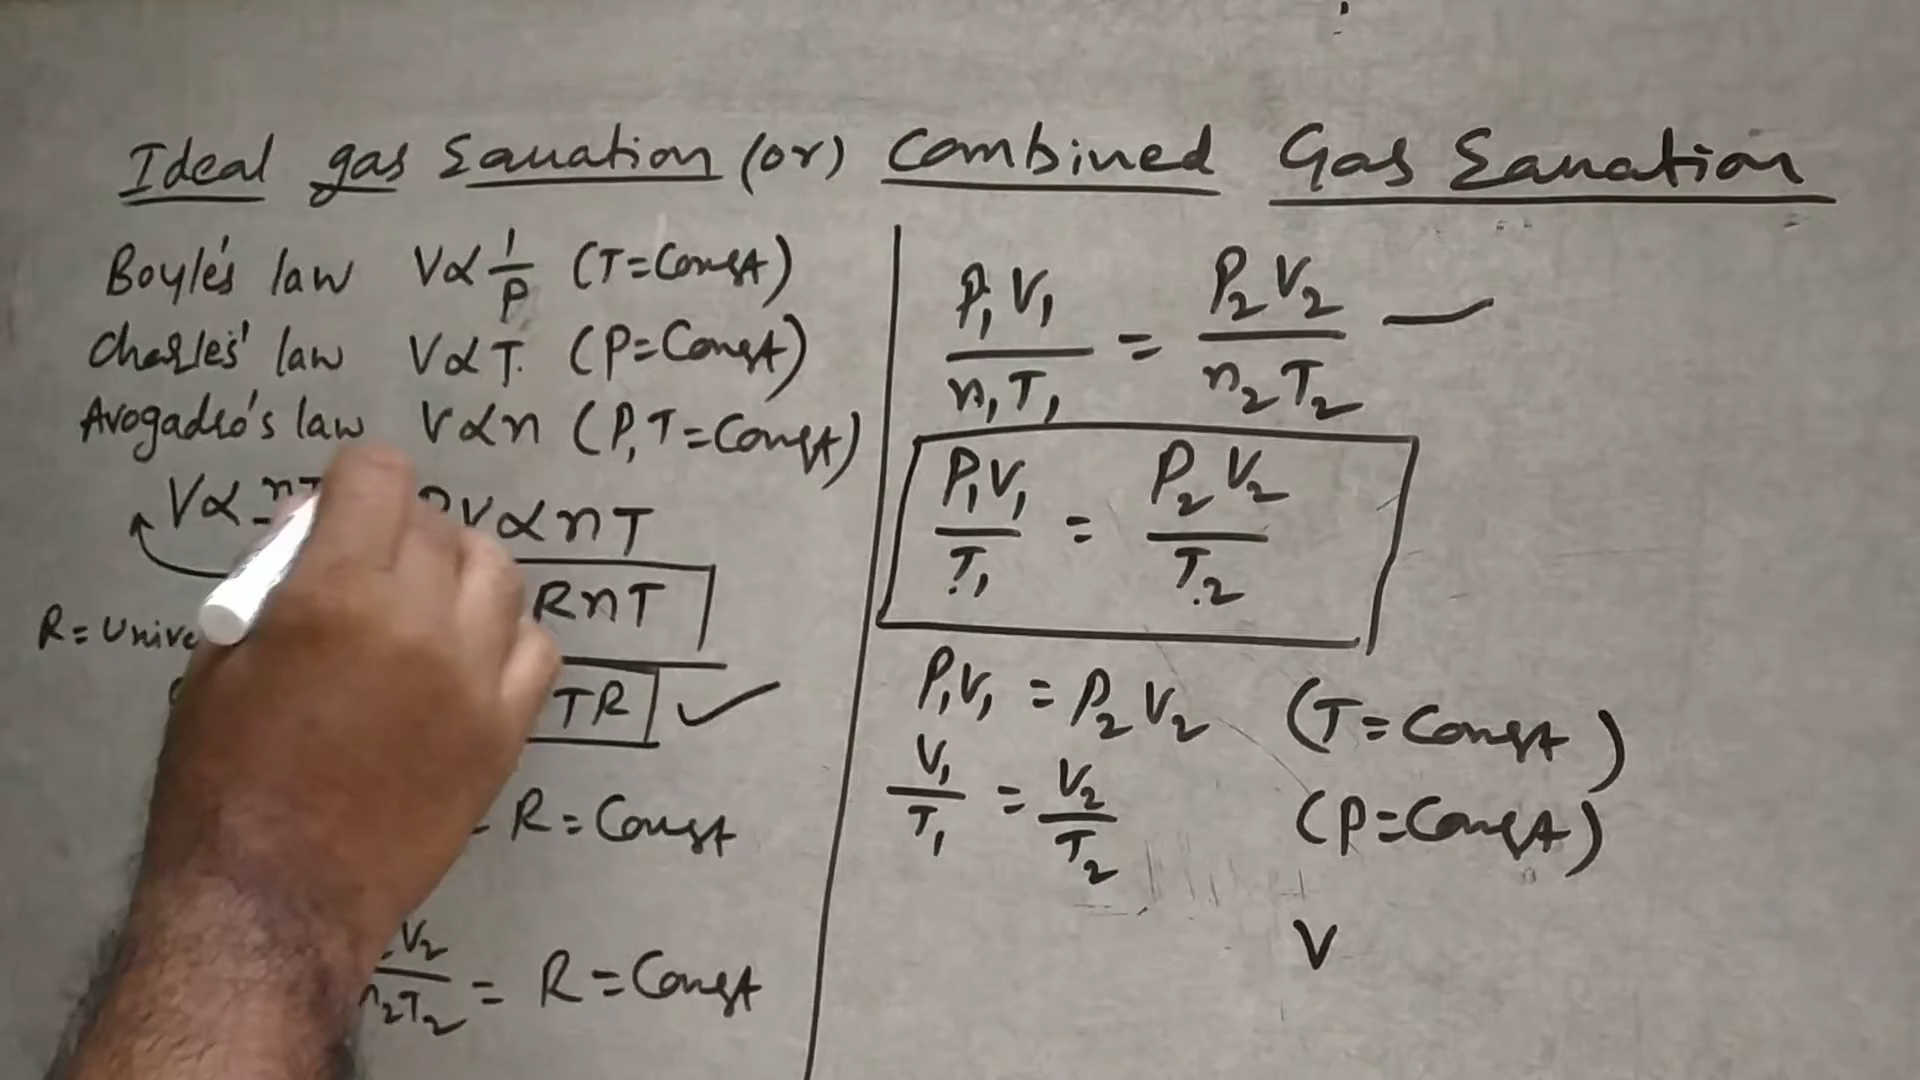 Ideal gas Equation (or) Combined Gas Equation
Boyle's law V∝ 1/P (T=Const)
Charles' law V∝T. (P=Const)
Avogadro's law V∝n (P,T=Const)
V∝ nT V∝nT
RnT
R=Unive
TR ✓
R=Const
V₂/n₂T₂ = R=Const
P₁V₁/n₁T₁ = P₂V₂/n₂T₂ —
P₁V₁/T₁ = P₂V₂/T₂
P₁V₁ = P₂V₂ (T=Const)
V₁/T₁ = V₂/T₂ (P=Const)
V